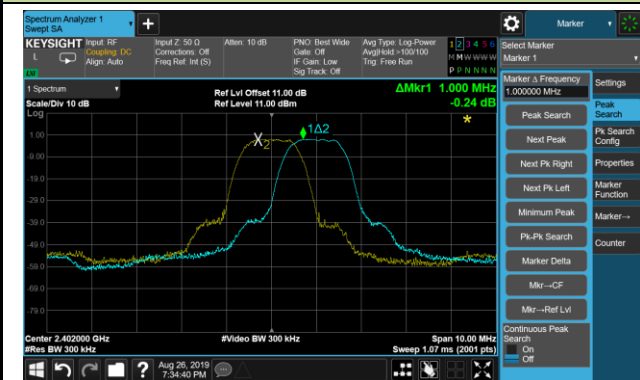 Spectrum Analyzer 1
Swept SA
+
Marker
KEYSIGHT
L
Input: RF
Coupling: DC
Align: Auto
Input Z: 50 Ω
Corrections: Off
Freq Ref: Int (S)
Atten: 10 dB
PNO: Best Wide
Gate: Off
IF Gain: Low
Sig Track: Off
Avg Type: Log-Power
Avg|Hold >100/100
Trig: Free Run
1 2 3 4 5 6
M M W W W W
P P N N N N
Select Marker
Marker 1
1 Spectrum
Scale/Div 10 dB
Log
Ref Lvl Offset 11.00 dB
Ref Level 11.00 dBm
ΔMkr1 1.000 MHz
-0.24 dB
1.00
-9.00
-19.0
-29.0
-39.0
-49.0
-59.0
-69.0
-79.0
X2
1Δ2
Center 2.402000 GHz
#Res BW 300 kHz
#Video BW 300 kHz
Span 10.00 MHz
Sweep 1.07 ms (2001 pts)
Marker Δ Frequency
1.000000 MHz
Peak Search
Next Peak
Next Pk Right
Next Pk Left
Minimum Peak
Pk-Pk Search
Marker Delta
Mkr→CF
Mkr→Ref Lvl
Continuous Peak
Search
On
Off
Settings
Peak
Search
Pk Search
Config
Properties
Marker
Function
Marker→
Counter
?
Aug 26, 2019
7:34:40 PM